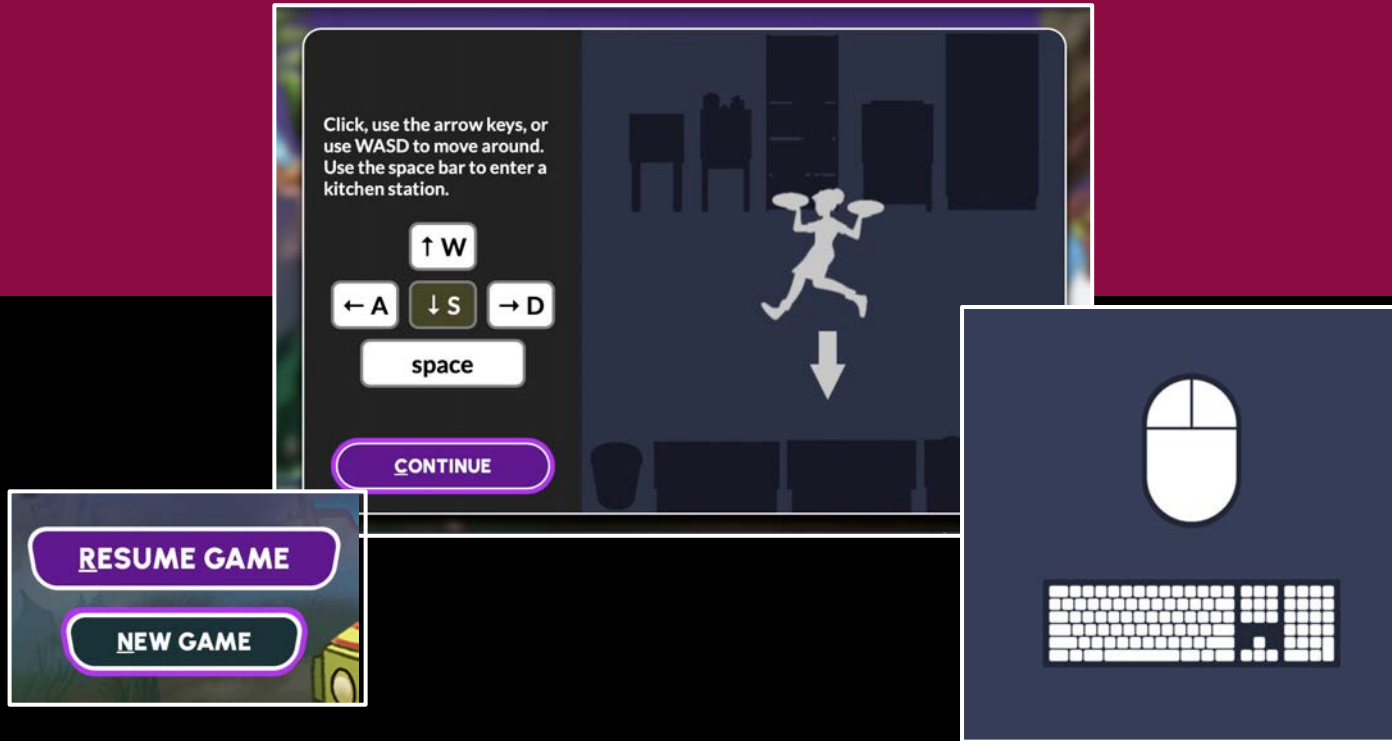 Click, use the arrow keys, or
use WASD to move around.
Use the space bar to enter a
kitchen station.
↑ W
← A ↓ S → D
space
CONTINUE
RESUME GAME
NEW GAME